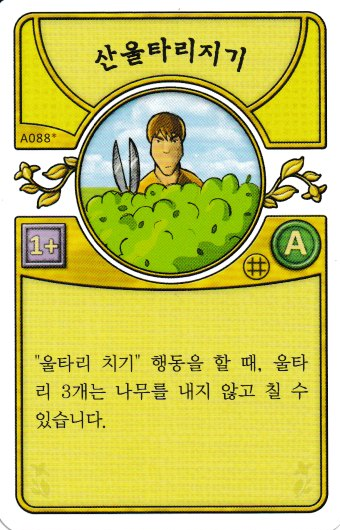 산울타리지기
A088*
1+
A
"울타리 치기" 행동을 할 때, 울타
리 3개는 나무를 내지 않고 칠 수
있습니다.